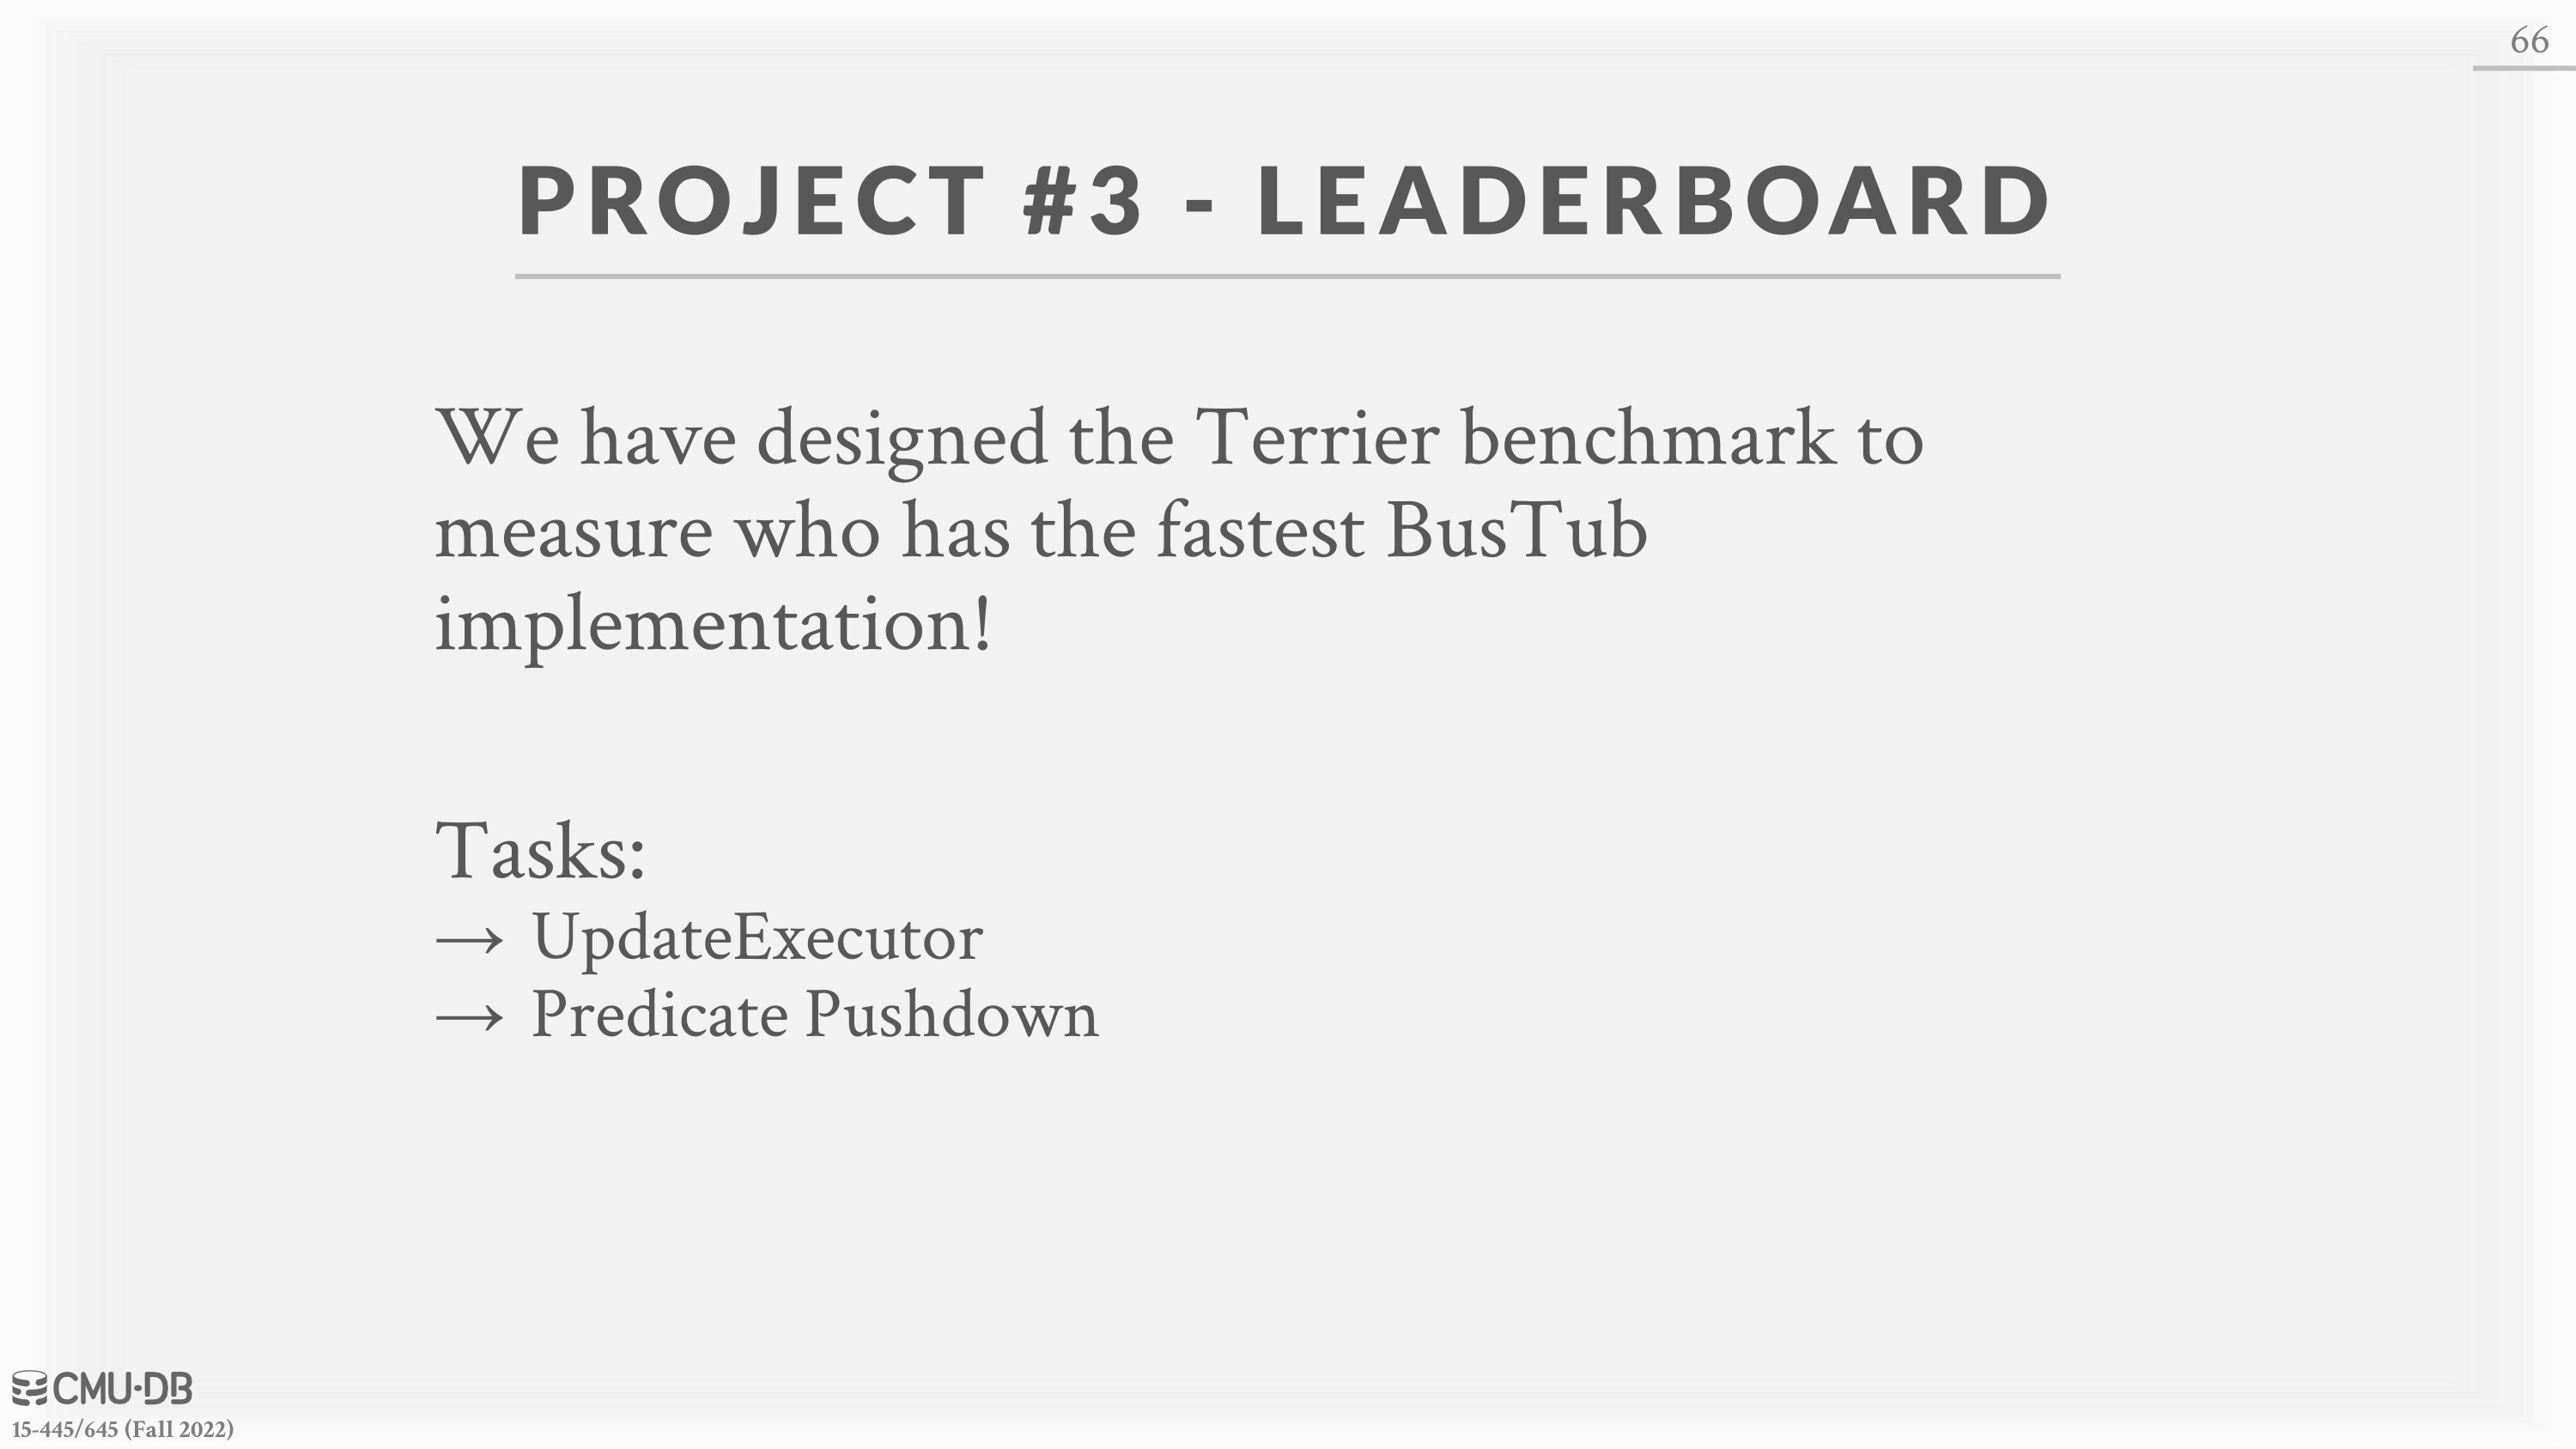 66
PROJECT #3 - LEADERBOARD
We have designed the Terrier benchmark to
measure who has the fastest BusTub
implementation!
Tasks:
→ UpdateExecutor
→ Predicate Pushdown
CMU·DB
15-445/645 (Fall 2022)